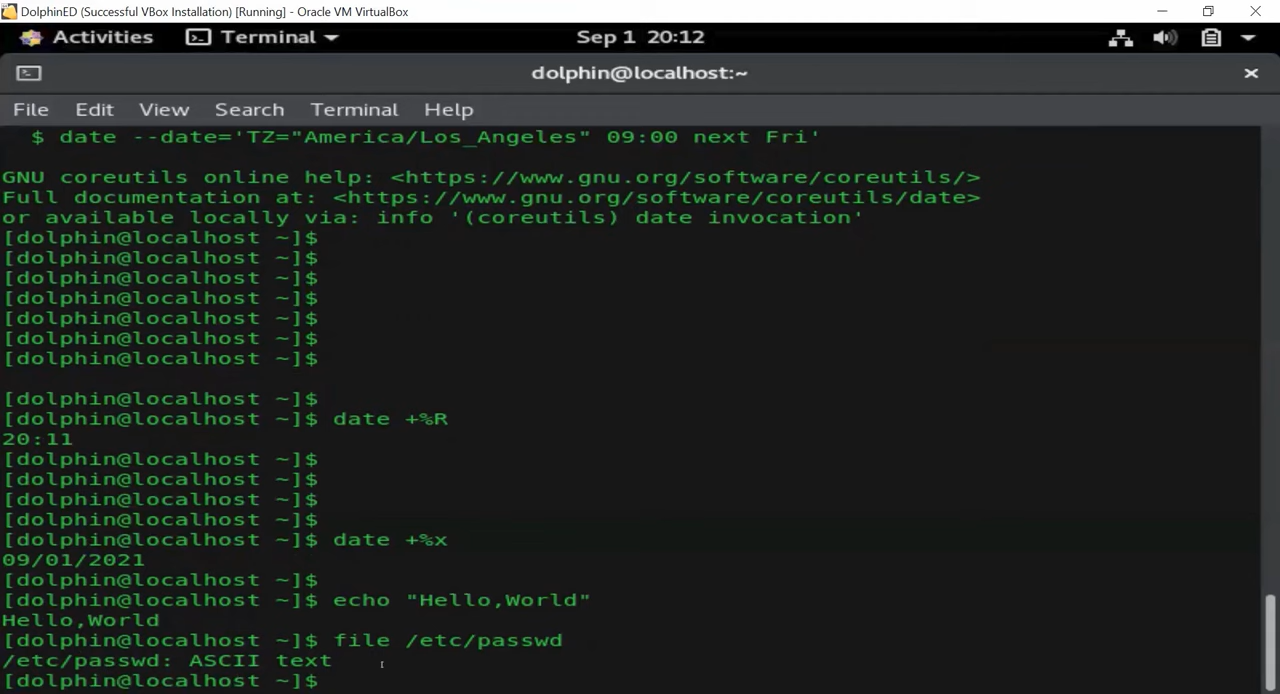 DolphinED (Successful VBox Installation) [Running] - Oracle VM VirtualBox
Activities Terminal Sep 1 20:12
dolphin@localhost:~
File Edit View Search Terminal Help
$ date --date='TZ="America/Los_Angeles" 09:00 next Fri'
GNU coreutils online help: <https://www.gnu.org/software/coreutils/>
Full documentation at: <https://www.gnu.org/software/coreutils/date>
or available locally via: info '(coreutils) date invocation'
[dolphin@localhost ~]$
[dolphin@localhost ~]$
[dolphin@localhost ~]$
[dolphin@localhost ~]$
[dolphin@localhost ~]$
[dolphin@localhost ~]$
[dolphin@localhost ~]$
[dolphin@localhost ~]$
[dolphin@localhost ~]$ date +%R
20:11
[dolphin@localhost ~]$
[dolphin@localhost ~]$
[dolphin@localhost ~]$
[dolphin@localhost ~]$
[dolphin@localhost ~]$ date +%x
09/01/2021
[dolphin@localhost ~]$
[dolphin@localhost ~]$ echo "Hello,World"
Hello,World
[dolphin@localhost ~]$ file /etc/passwd
/etc/passwd: ASCII text
[dolphin@localhost ~]$